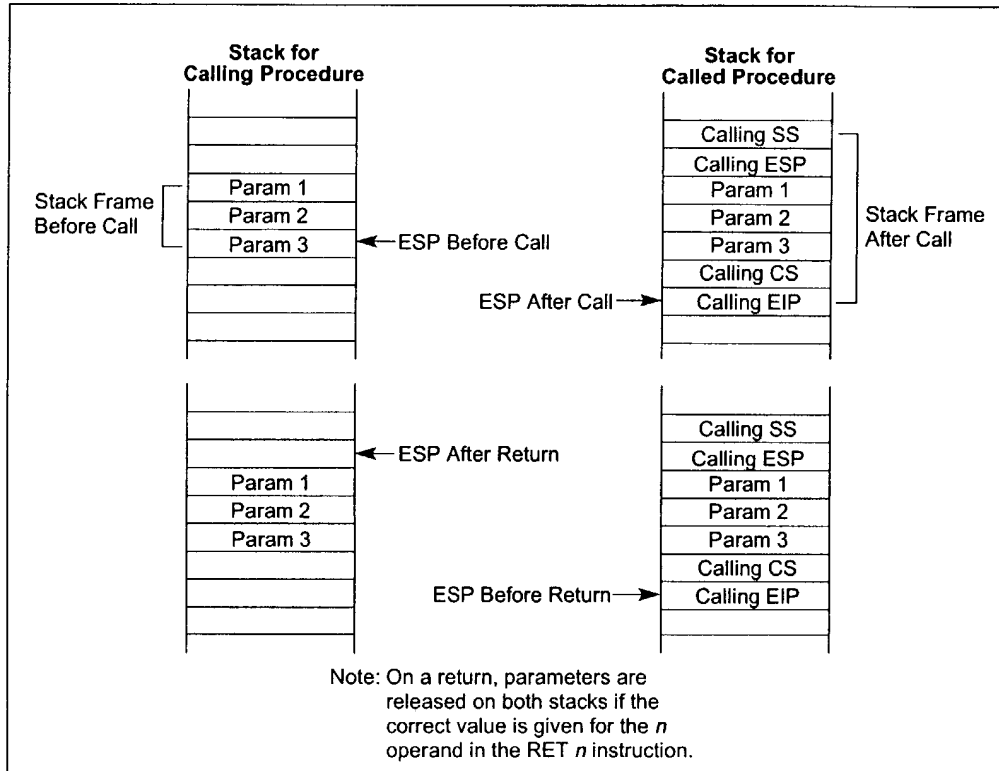 Stack for
Calling Procedure
Stack for
Called Procedure
Stack Frame
Before Call
Param 1
Param 2
Param 3
ESP Before Call
ESP After Call
Calling SS
Calling ESP
Param 1
Param 2
Param 3
Calling CS
Calling EIP
Stack Frame
After Call
ESP After Return
Param 1
Param 2
Param 3
ESP Before Return
Calling SS
Calling ESP
Param 1
Param 2
Param 3
Calling CS
Calling EIP
Note: On a return, parameters are
released on both stacks if the
correct value is given for the n
operand in the RET n instruction.